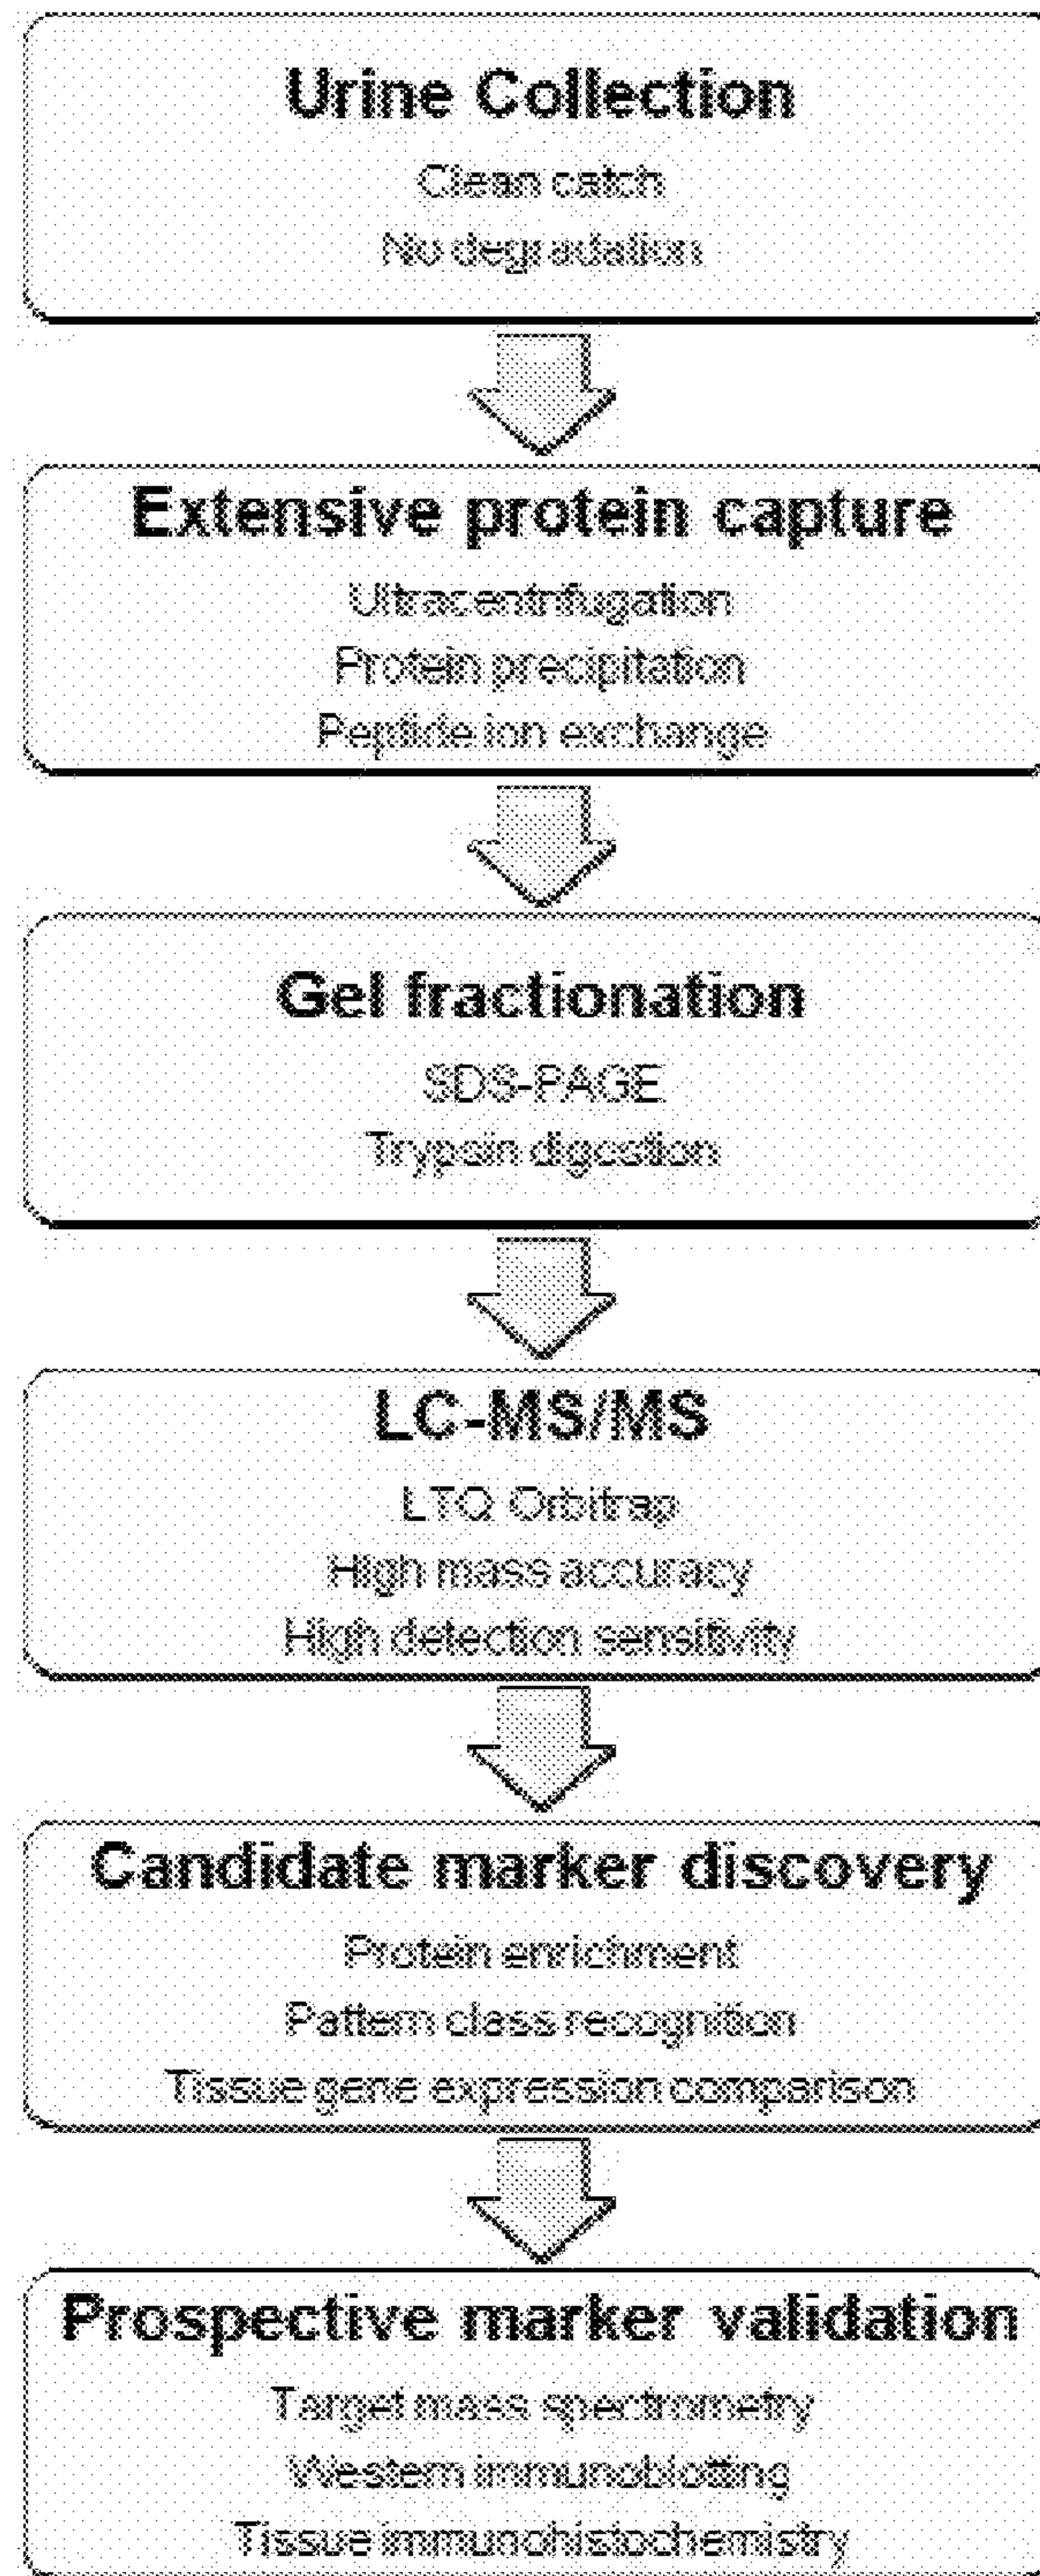 Urine Collection
Clean catch
No degradation
Extensive protein capture
Ultracentrifugation
Protein precipitation
Peptide ion exchange
Gel fractionation
SDS-PAGE
Trypsin digestion
LC-MS/MS
LTQ Orbitrap
High mass accuracy
High detection sensitivity
Candidate marker discovery
Protein enrichment
Pattern class recognition
Tissue gene expression comparison
Prospective marker validation
Target mass spectrometry
Western immunoblotting
Tissue immunohistochemistry